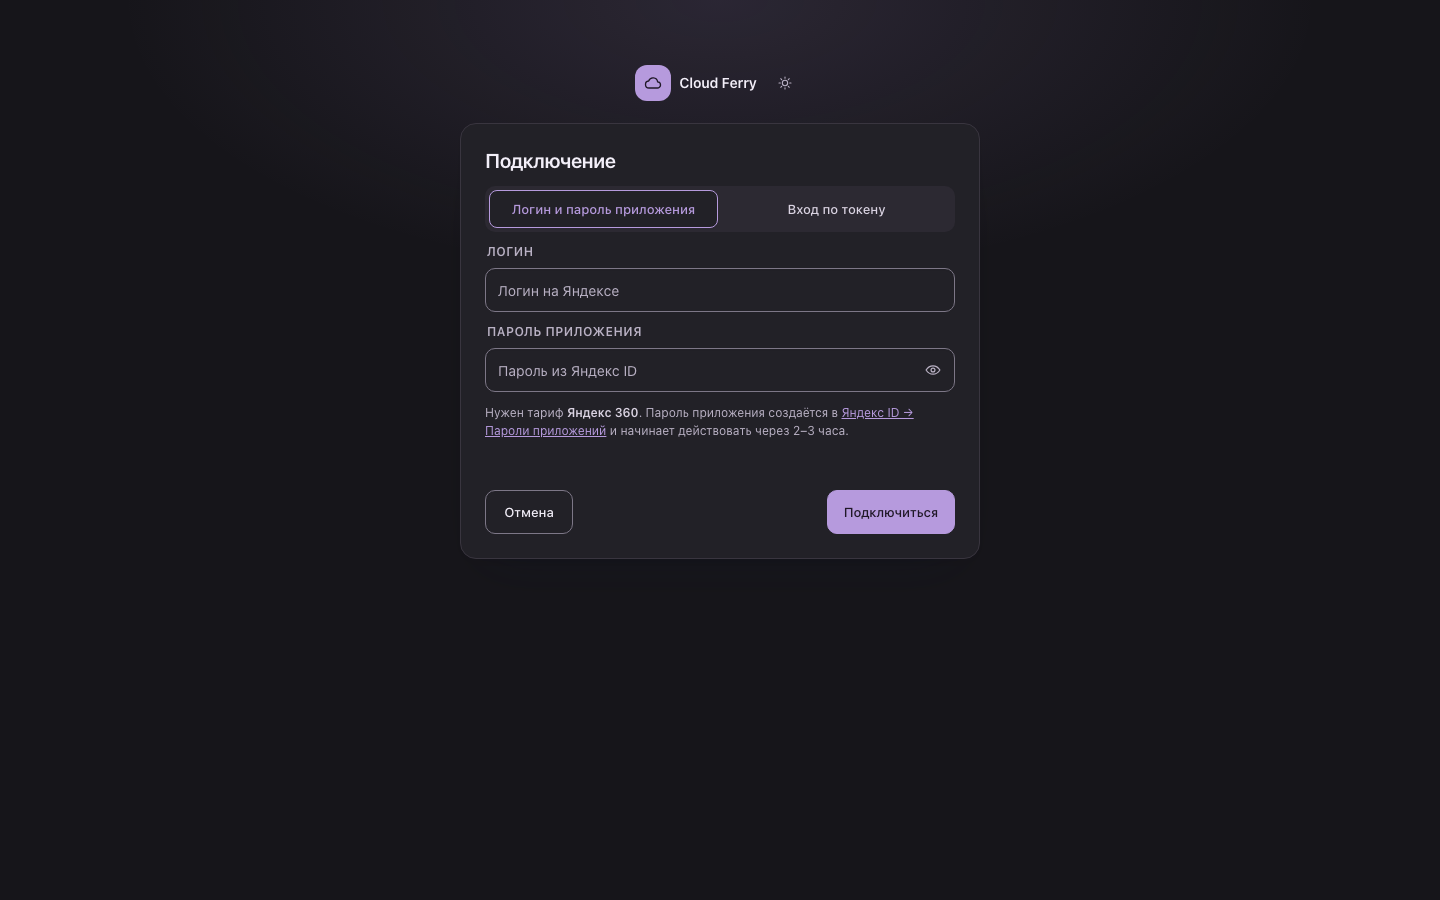 Cloud Ferry
Подключение
Логин и пароль приложения
Вход по токену
ЛОГИН
Логин на Яндексе
ПАРОЛЬ ПРИЛОЖЕНИЯ
Пароль из Яндекс ID
Нужен тариф Яндекс 360. Пароль приложения создаётся в Яндекс ID →
Пароли приложений и начинает действовать через 2–3 часа.
Отмена
Подключиться